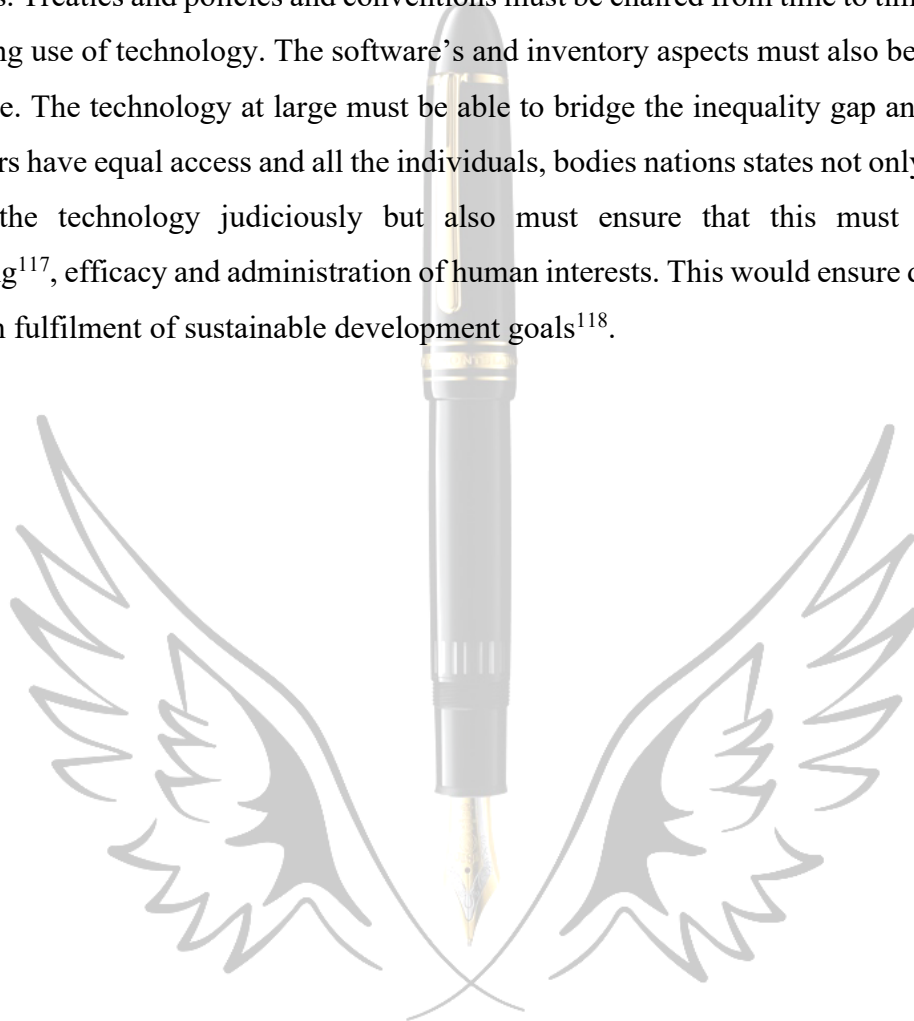 s. Treaties and policies and conventions must be chaired from time to tim
ng use of technology. The software’s and inventory aspects must also be
e. The technology at large must be able to bridge the inequality gap an
rs have equal access and all the individuals, bodies nations states not only
the technology judiciously but also must ensure that this must
g117, efficacy and administration of human interests. This would ensure
n fulfilment of sustainable development goals118.